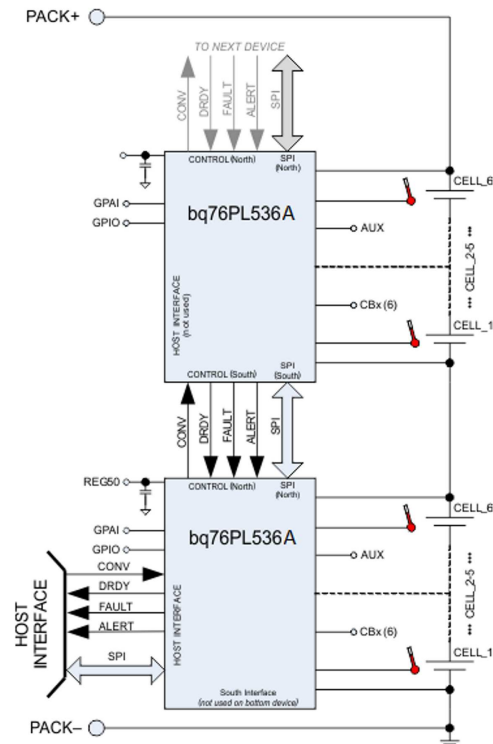 PACK+
TO NEXT DEVICE
CONV
DRDY
FAULT
ALERT
SPI
CONTROL (North)
SPI
(North)
CELL_6
GPAI
bq76PL536A
GPIO
AUX
... CELL_2-5 ...
HOST INTERFACE
(not used)
CBx (6)
CELL_1
CONTROL (South)
SPI
(South)
CONV
DRDY
FAULT
ALERT
SPI
REG50
CONTROL (North)
SPI
(North)
CELL_6
GPAI
bq76PL536A
GPIO
AUX
CONV
DRDY
FAULT
ALERT
SPI
HOST
INTERFACE
HOST INTERFACE
... CELL_2-5 ...
CBx (6)
CELL_1
South Interface
(not used on bottom device)
PACK–